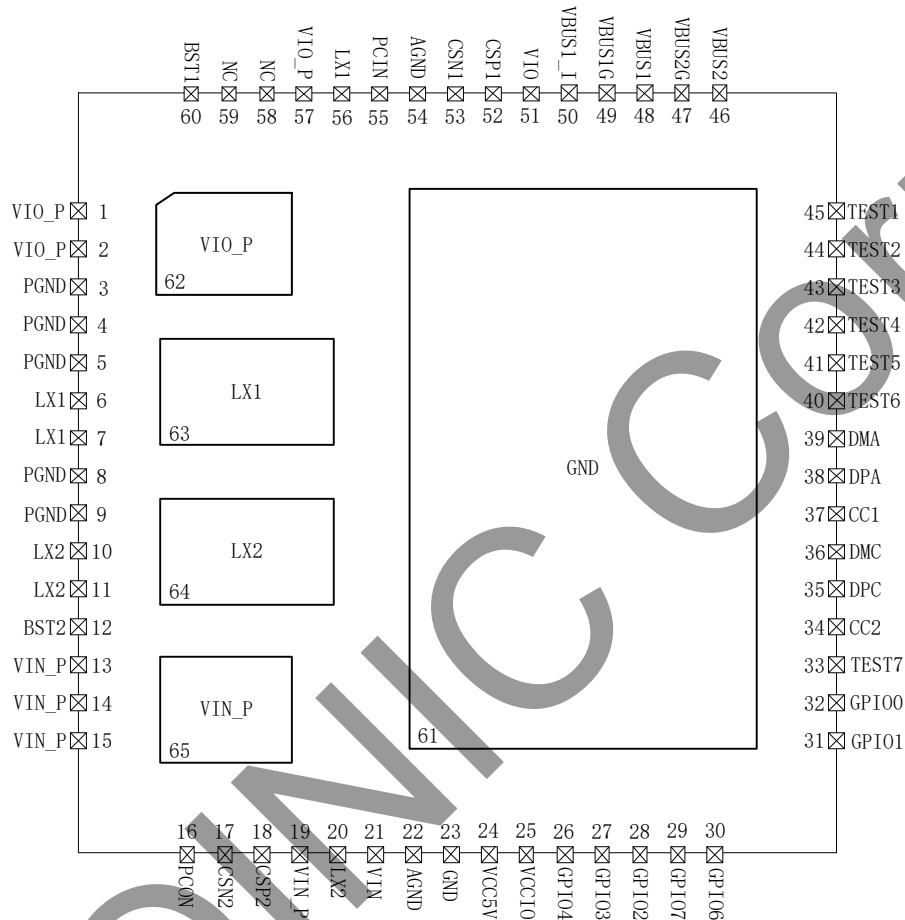 BST1 NC NC VIO_P LX1 PCIN AGND CSN1 CSP1 VIO VBUS1_I VBUS1G VBUS1 VBUS2G VBUS2
60 59 58 57 56 55 54 53 52 51 50 49 48 47 46
VIO_P 1
VIO_P 2
PGND 3
PGND 4
PGND 5
LX1 6
LX1 7
PGND 8
PGND 9
LX2 10
LX2 11
BST2 12
VIN_P 13
VIN_P 14
VIN_P 15
VIO_P
62
LX1
63
LX2
64
VIN_P
65
GND
61
45 TEST1
44 TEST2
43 TEST3
42 TEST4
41 TEST5
40 TEST6
39 DMA
38 DPA
37 CC1
36 DMC
35 DPC
34 CC2
33 TEST7
32 GPIO0
31 GPIO1
16 17 18 19 20 21 22 23 24 25 26 27 28 29 30
PCON CSN2 CSP2 VIN_P LX2 VIN AGND GND VCC5V VCCIO GPIO4 GPIO3 GPIO2 GPIO7 GPIO6